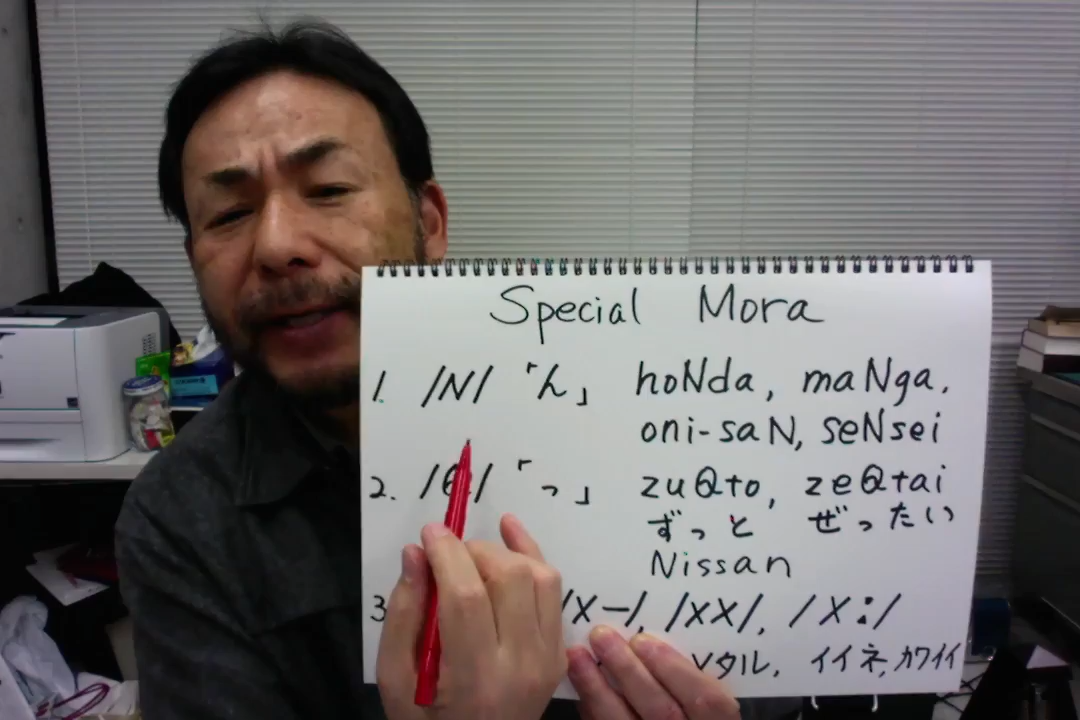 Special Mora
1. /N/ 「ん」 hoNda, maNga,
oni-saN, seNsei
2. /Q/ 「っ」 zuQto, zeQtai
ずっと ぜったい
Nissan
3 /X-/, /XX/, /X:/
タル, イイネ, カワイイ